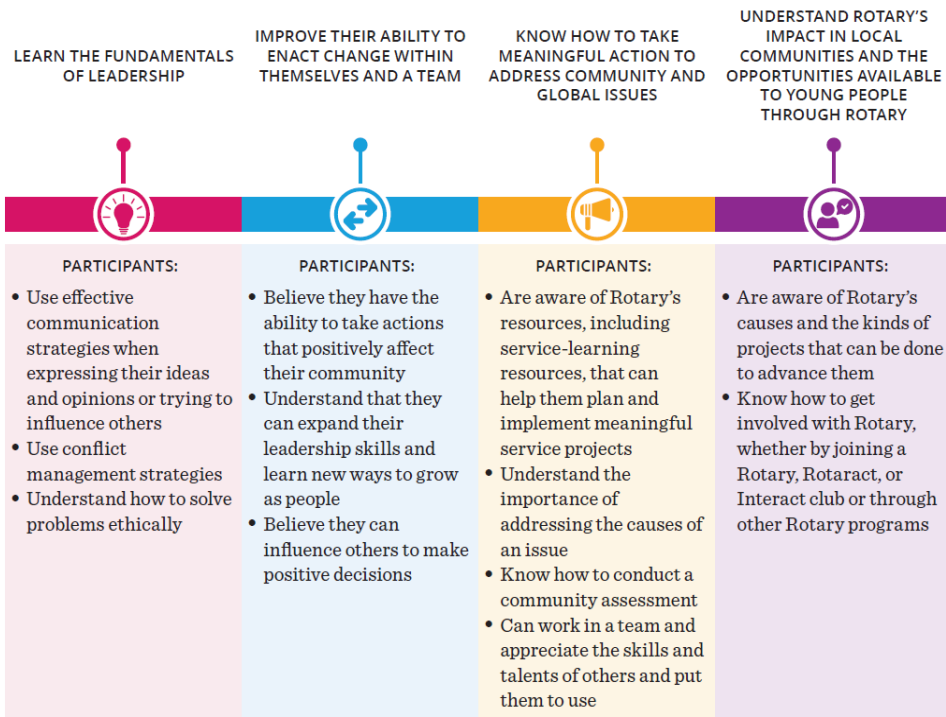 LEARN THE FUNDAMENTALS
OF LEADERSHIP
IMPROVE THEIR ABILITY TO
ENACT CHANGE WITHIN
THEMSELVES AND A TEAM
KNOW HOW TO TAKE
MEANINGFUL ACTION TO
ADDRESS COMMUNITY AND
GLOBAL ISSUES
UNDERSTAND ROTARY'S
IMPACT IN LOCAL
COMMUNITIES AND THE
OPPORTUNITIES AVAILABLE
TO YOUNG PEOPLE
THROUGH ROTARY
PARTICIPANTS:
• Use effective
communication
strategies when
expressing their ideas
and opinions or trying to
influence others
• Use conflict
management strategies
• Understand how to solve
problems ethically
PARTICIPANTS:
• Believe they have the
ability to take actions
that positively affect
their community
• Understand that they
can expand their
leadership skills and
learn new ways to grow
as people
• Believe they can
influence others to make
positive decisions
PARTICIPANTS:
• Are aware of Rotary's
resources, including
service-learning
resources, that can
help them plan and
implement meaningful
service projects
• Understand the
importance of
addressing the causes of
an issue
• Know how to conduct a
community assessment
• Can work in a team and
appreciate the skills and
talents of others and put
them to use
PARTICIPANTS:
• Are aware of Rotary's
causes and the kinds of
projects that can be done
to advance them
• Know how to get
involved with Rotary,
whether by joining a
Rotary, Rotaract, or
Interact club or through
other Rotary programs